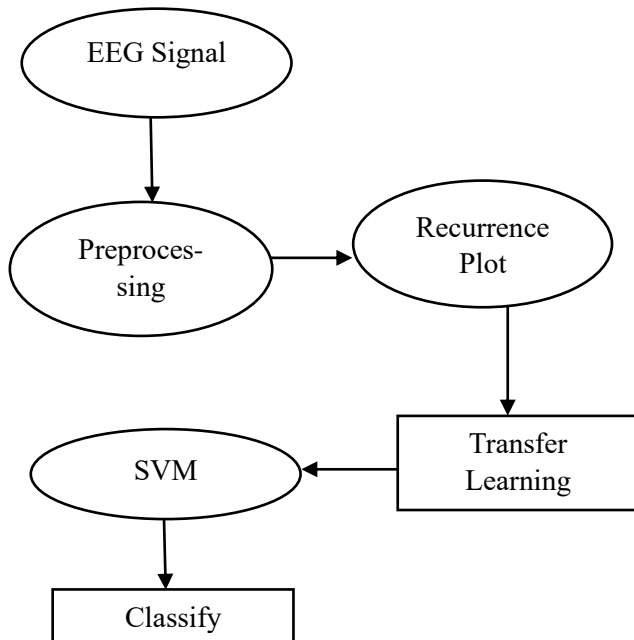 EEG Signal
Preproces-
sing
Recurrence
Plot
Transfer
Learning
SVM
Classify